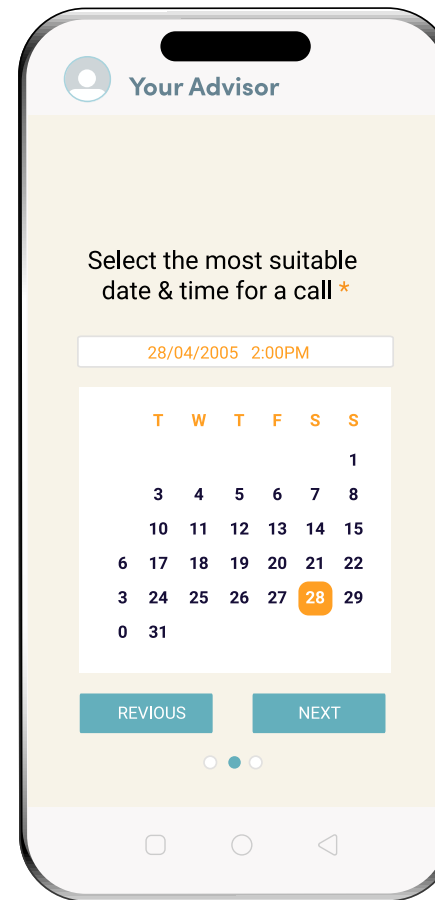 Your Advisor
Select the most suitable
date & time for a call *
28/04/2005 2:00PM
T W T F S S
1
3 4 5 6 7 8
10 11 12 13 14 15
6 17 18 19 20 21 22
3 24 25 26 27 28 29
0 31
REVIOUS NEXT